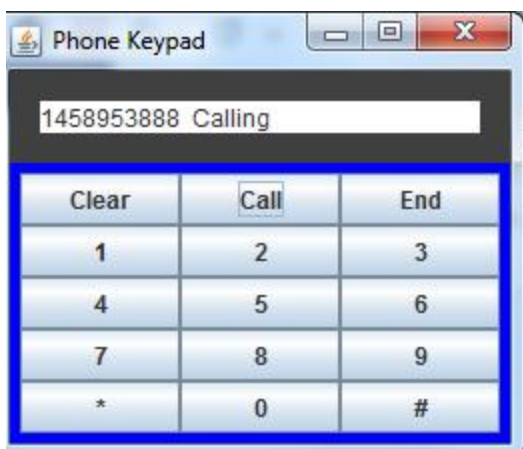 Phone Keypad
1458953888 Calling
Clear Call End
1 2 3
4 5 6
7 8 9
* 0 #